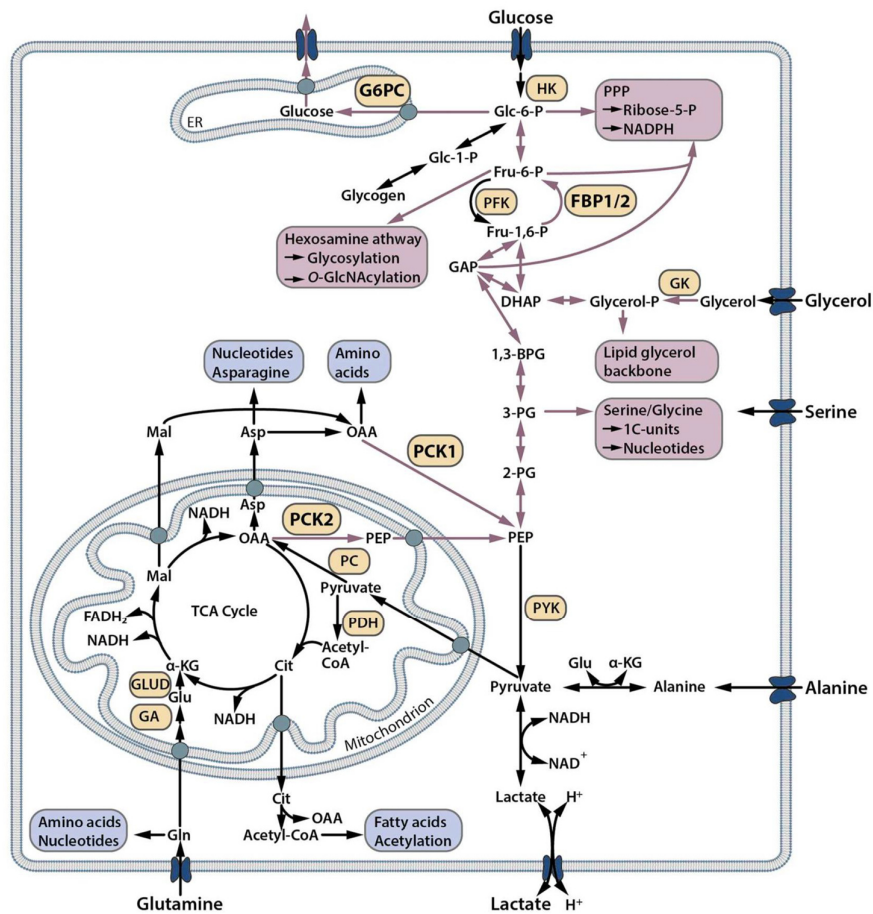 Glucose
G6PC
HK
ER
Glucose
Glc-6-P
PPP
Ribose-5-P
NADPH
Glc-1-P
Glycogen
Fru-6-P
PFK
FBP1/2
Fru-1,6-P
Hexosamine athway
Glycosylation
O-GlcNAcylation
GAP
DHAP
Glycerol-P
GK
Glycerol
Glycerol
Lipid glycerol
backbone
1,3-BPG
Nucleotides
Asparagine
Amino
acids
3-PG
Serine/Glycine
1C-units
Nucleotides
Serine
Mal
Asp
OAA
PCK1
2-PG
Asp
NADH
PCK2
OAA
PEP
PEP
PC
Mal
Pyruvate
TCA Cycle
PYK
FADH₂
PDH
NADH
Acetyl-
CoA
α-KG
Cit
GLUD
Glu
GA
NADH
Mitochondrion
Pyruvate
Glu
α-KG
Alanine
Alanine
NADH
NAD⁺
Cit
OAA
Acetyl-CoA
Fatty acids
Acetylation
Lactate
H⁺
Amino acids
Nucleotides
Gln
Glutamine
Lactate
H⁺